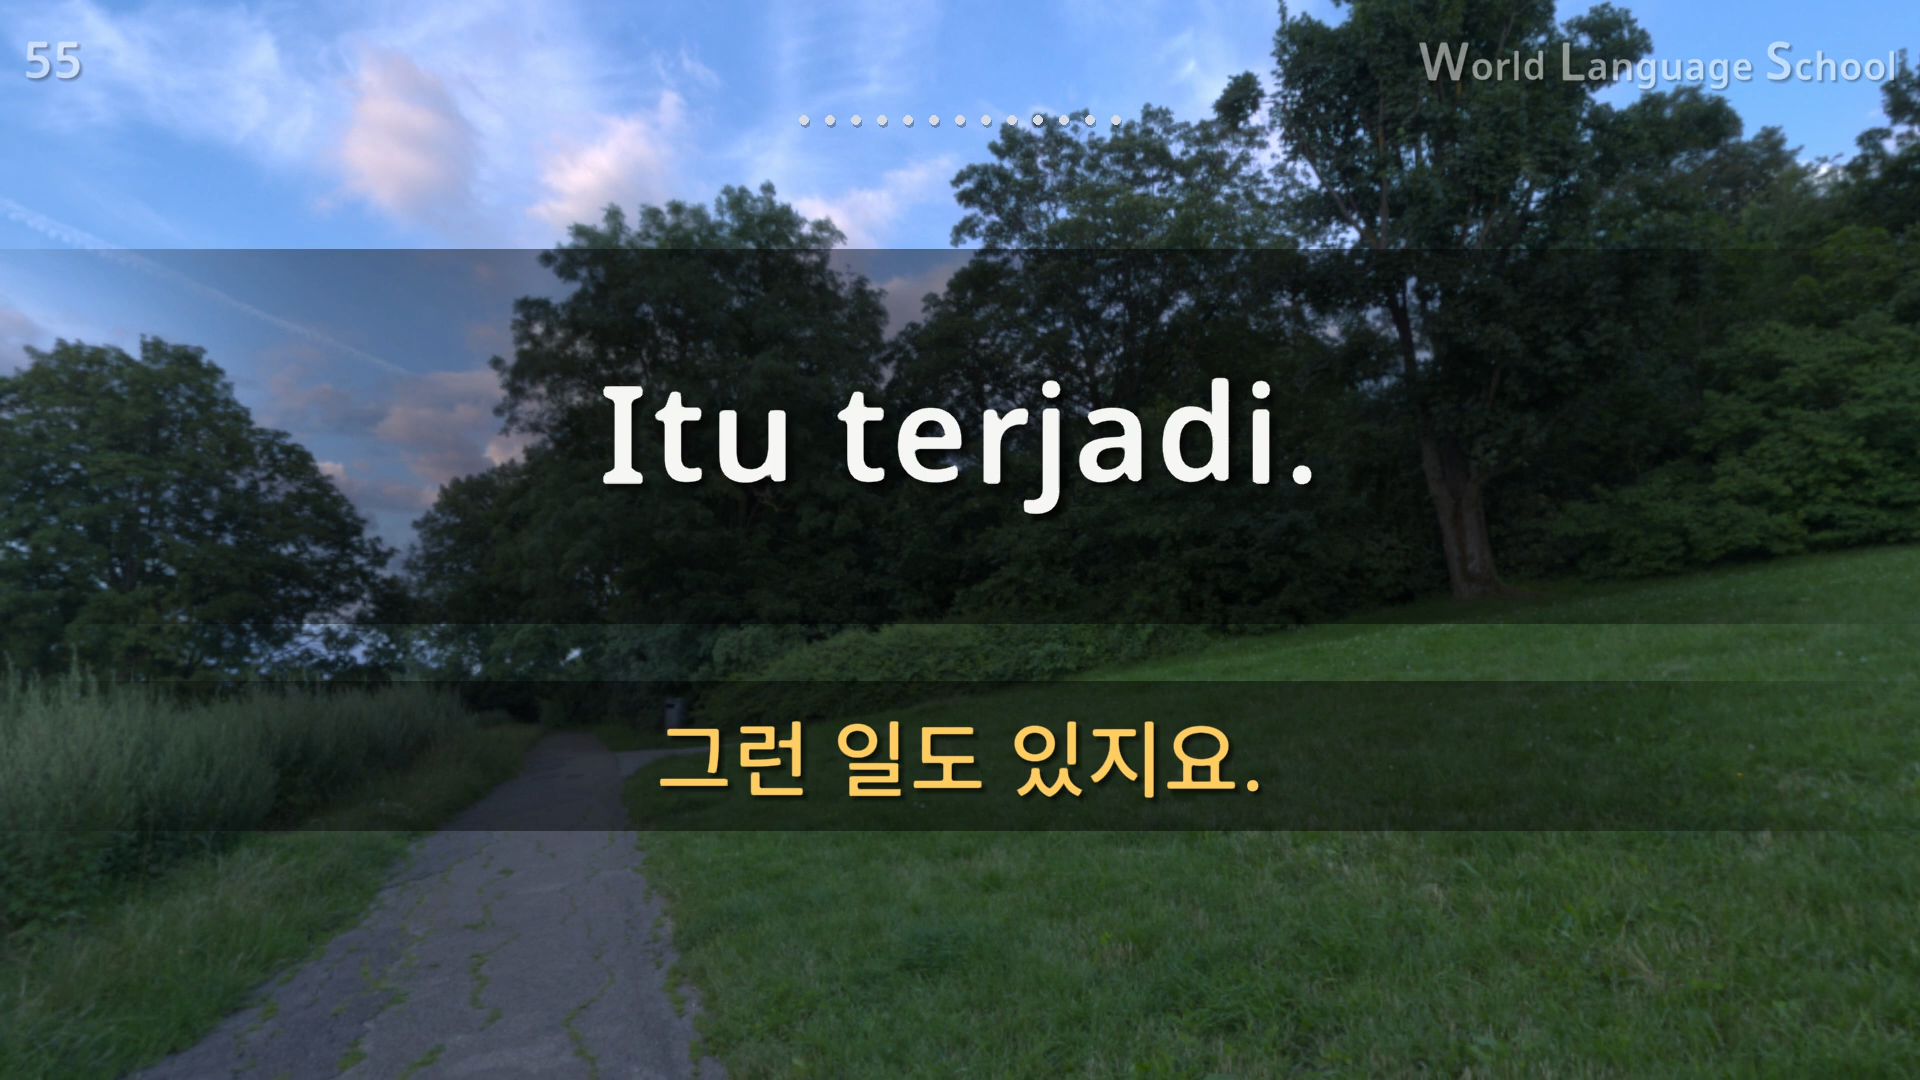 55
World Language School
Itu terjadi.
그런 일도 있지요.